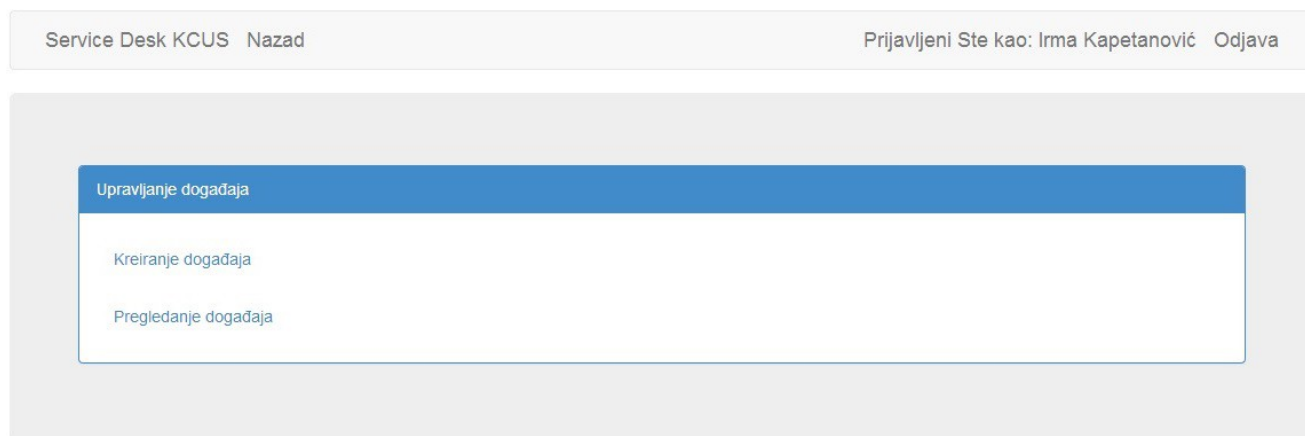 Service Desk KCUS Nazad Prijavljeni Ste kao: Irma Kapetanović Odjava
Upravljanje događaja
Kreiranje događaja
Pregledanje događaja